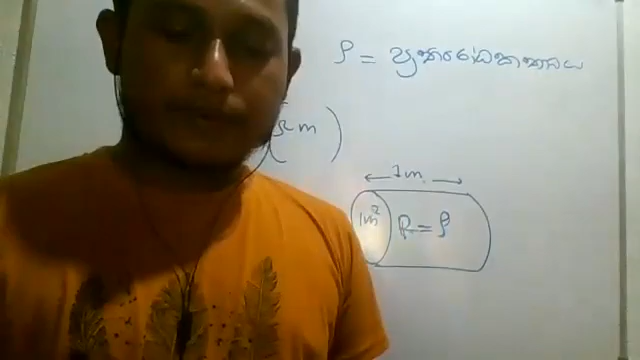 ρ = ප්‍රතිරෝධකතාවය
Ωm)
1m
1m² R = ρ